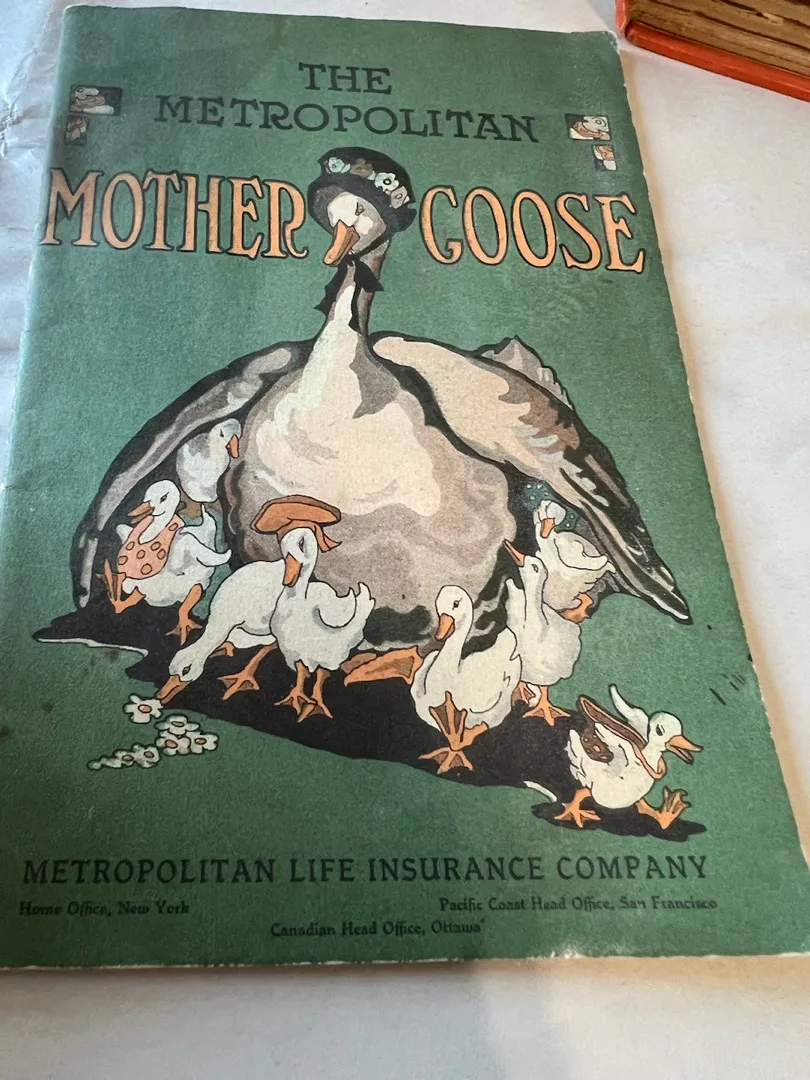 THE
METROPOLITAN
MOTHER GOOSE
METROPOLITAN LIFE INSURANCE COMPANY
Home Office, New York
Pacific Coast Head Office, San Francisco
Canadian Head Office, Ottawa